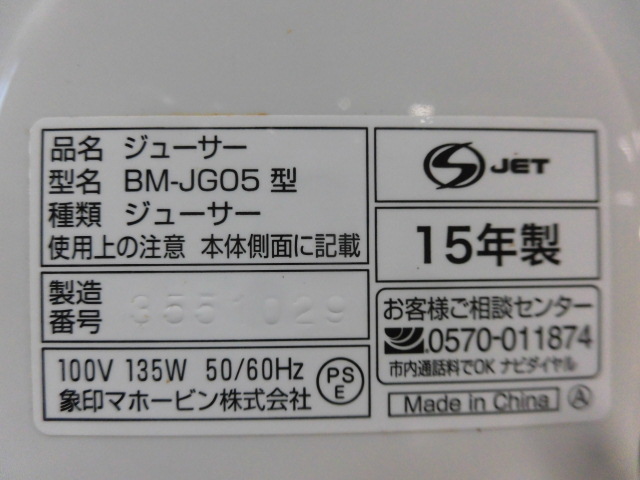 品名 ジューサー
型名 BM-JG05 型
種類 ジューサー
使用上の注意 本体側面に記載
製造番号 3551029
100V 135W 50/60Hz
象印マホービン株式会社
PSE
S JET
15年製
お客様ご相談センター
0570-011874
市内通話料でOK ナビダイヤル
Made in China A